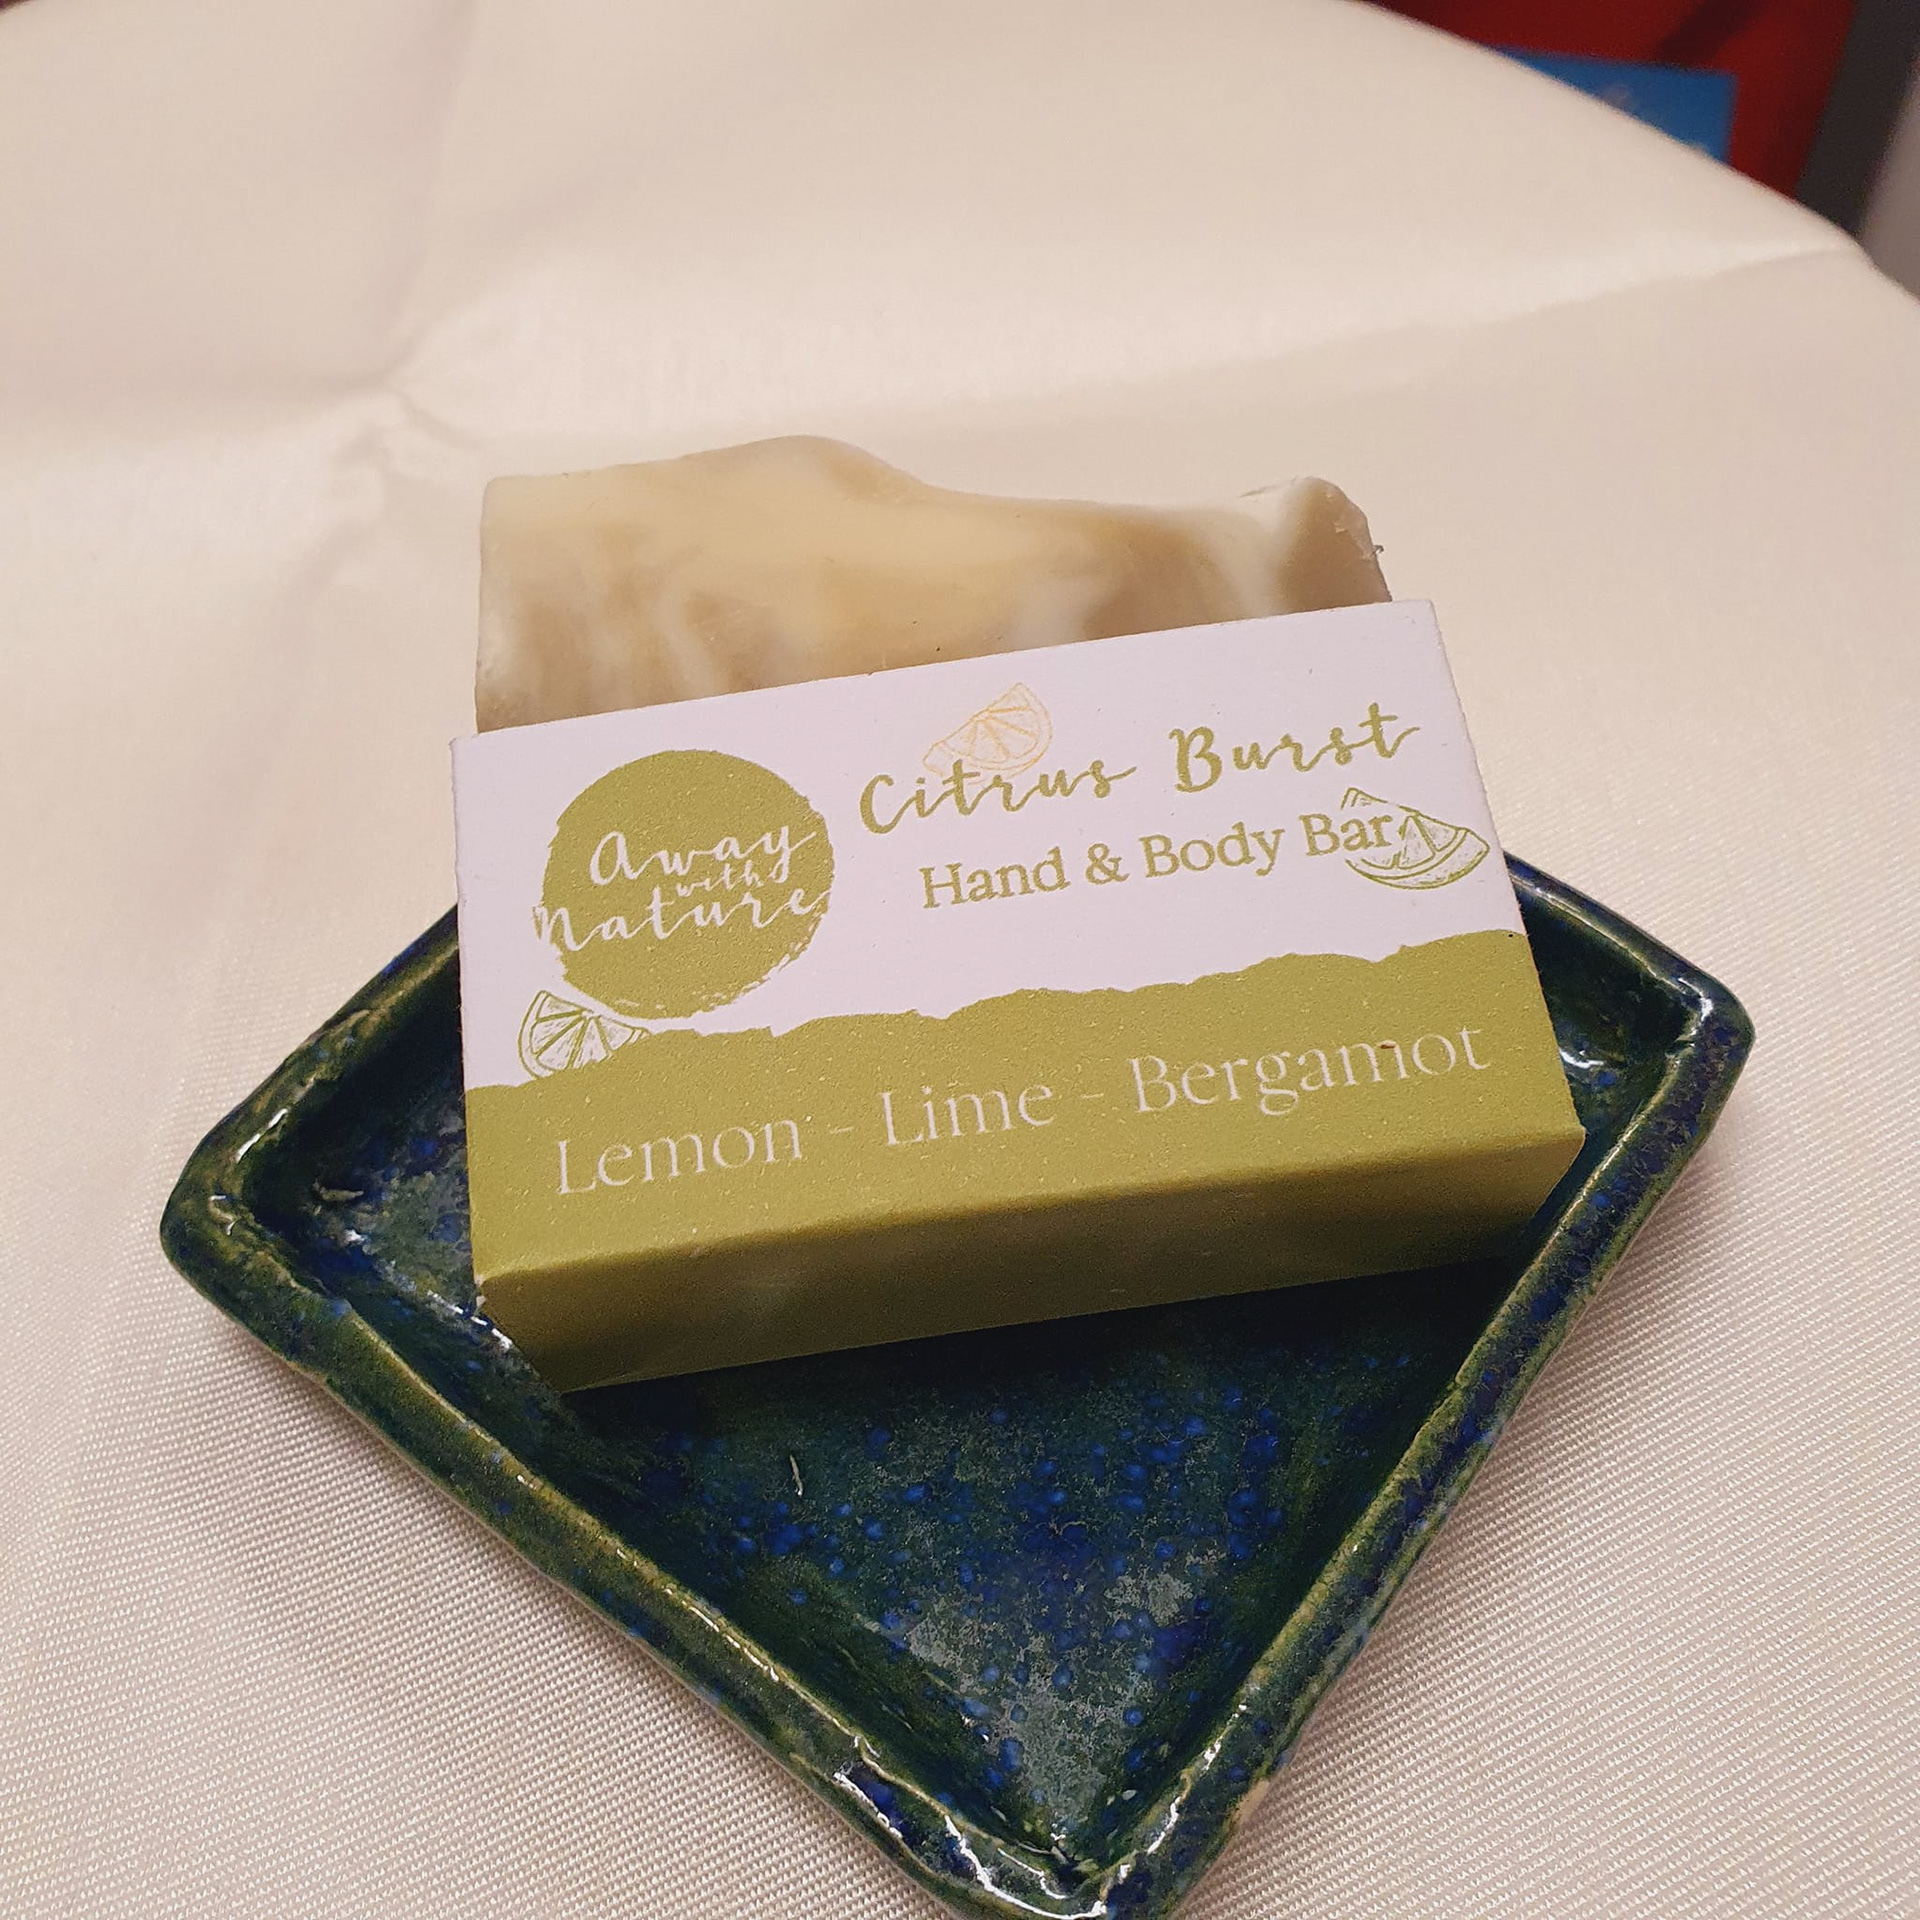 Away
with
Nature
Citrus Burst
Hand & Body Bar
Lemon - Lime - Bergamot